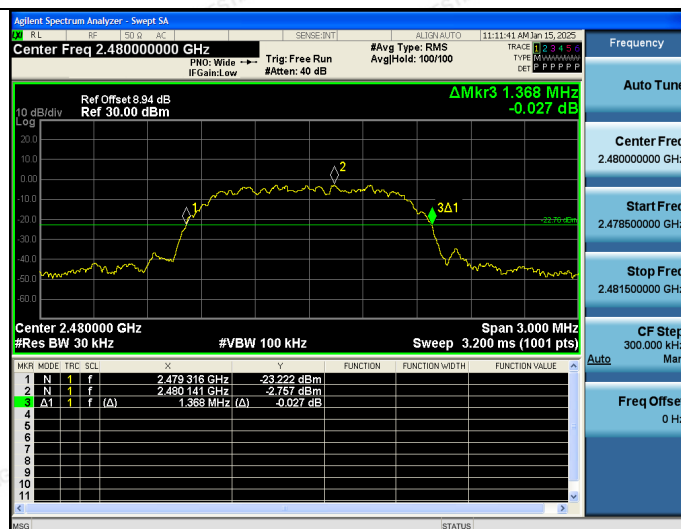 Agilent Spectrum Analyzer - Swept SA
RL RF 50 Ω AC SENSE:INT ALIGN AUTO 11:11:41 AM Jan 15, 2025
Center Freq 2.480000000 GHz
PNO: Wide
IFGain:Low
Trig: Free Run
#Atten: 40 dB
#Avg Type: RMS
Avg|Hold: 100/100
TRACE 1 2 3 4 5 6
TYPE M
DET P P P P P P
Frequency
Auto Tune
ΔMkr3 1.368 MHz
-0.027 dB
Ref Offset 8.94 dB
10 dB/div Ref 30.00 dBm
Log
20.0
10.0
0.00
-10.0
-20.0
-30.0
-40.0
-50.0
-60.0
1
2
3Δ1
-22.76 dBm
Center 2.480000 GHz Span 3.000 MHz
#Res BW 30 kHz #VBW 100 kHz Sweep 3.200 ms (1001 pts)
Center Freq
2.480000000 GHz
Start Freq
2.478500000 GHz
Stop Freq
2.481500000 GHz
CF Step
300.000 kHz
Auto Man
Freq Offset
0 Hz
MKR MODE TRC SCL X Y FUNCTION FUNCTION WIDTH FUNCTION VALUE
1 N 1 f 2.479 316 GHz -23.222 dBm
2 N 1 f 2.480 141 GHz -2.757 dBm
3 Δ1 1 f (Δ) 1.368 MHz (Δ) -0.027 dB
4
5
6
7
8
9
10
11
MSG STATUS